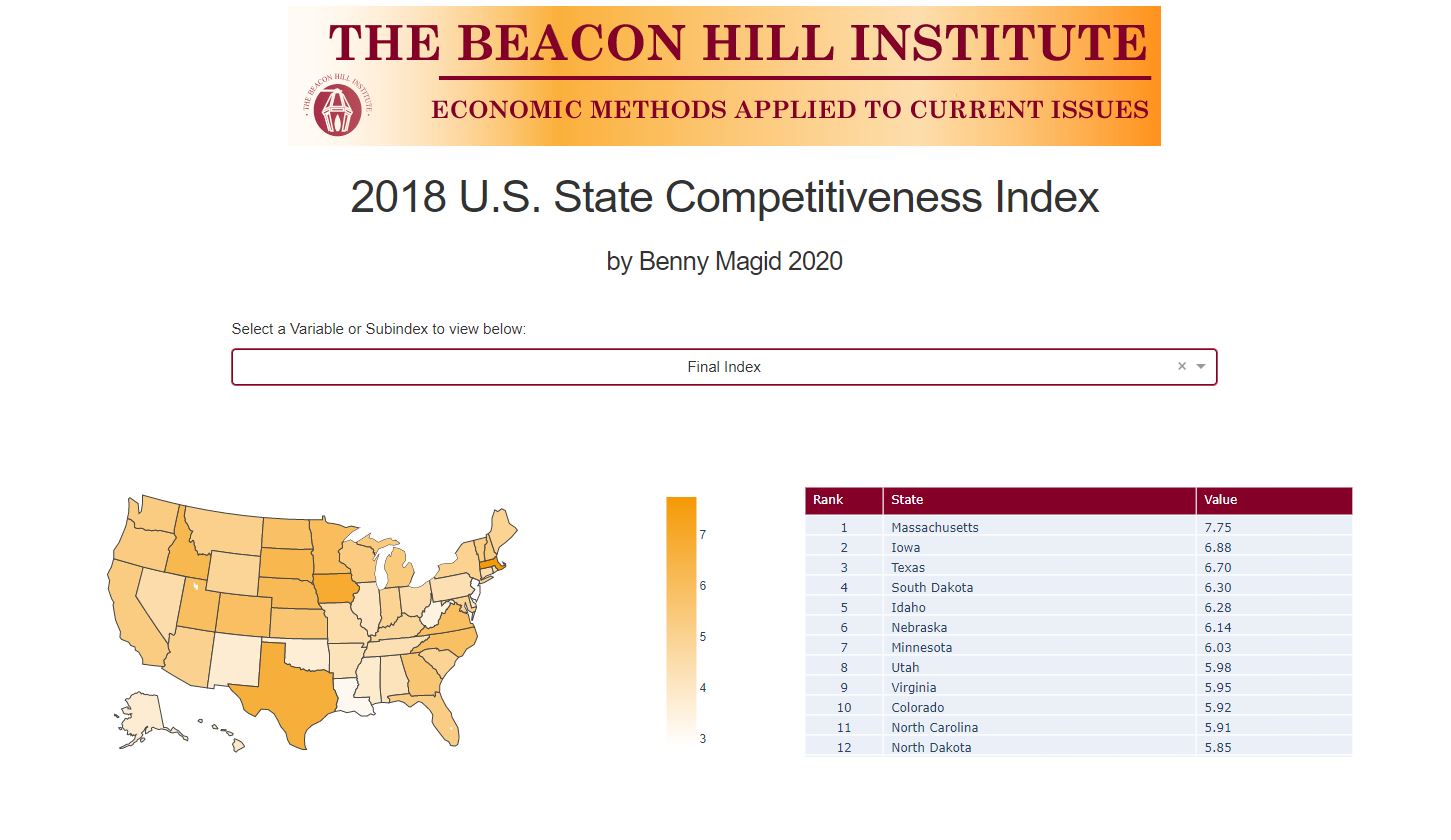 THE BEACON HILL INSTITUTE
THE BEACON HILL INSTITUTE
ECONOMIC METHODS APPLIED TO CURRENT ISSUES
2018 U.S. State Competitiveness Index
by Benny Magid 2020
Select a Variable or Subindex to view below:
Final Index
7
6
5
4
3
Rank State Value
1 Massachusetts 7.75
2 Iowa 6.88
3 Texas 6.70
4 South Dakota 6.30
5 Idaho 6.28
6 Nebraska 6.14
7 Minnesota 6.03
8 Utah 5.98
9 Virginia 5.95
10 Colorado 5.92
11 North Carolina 5.91
12 North Dakota 5.85